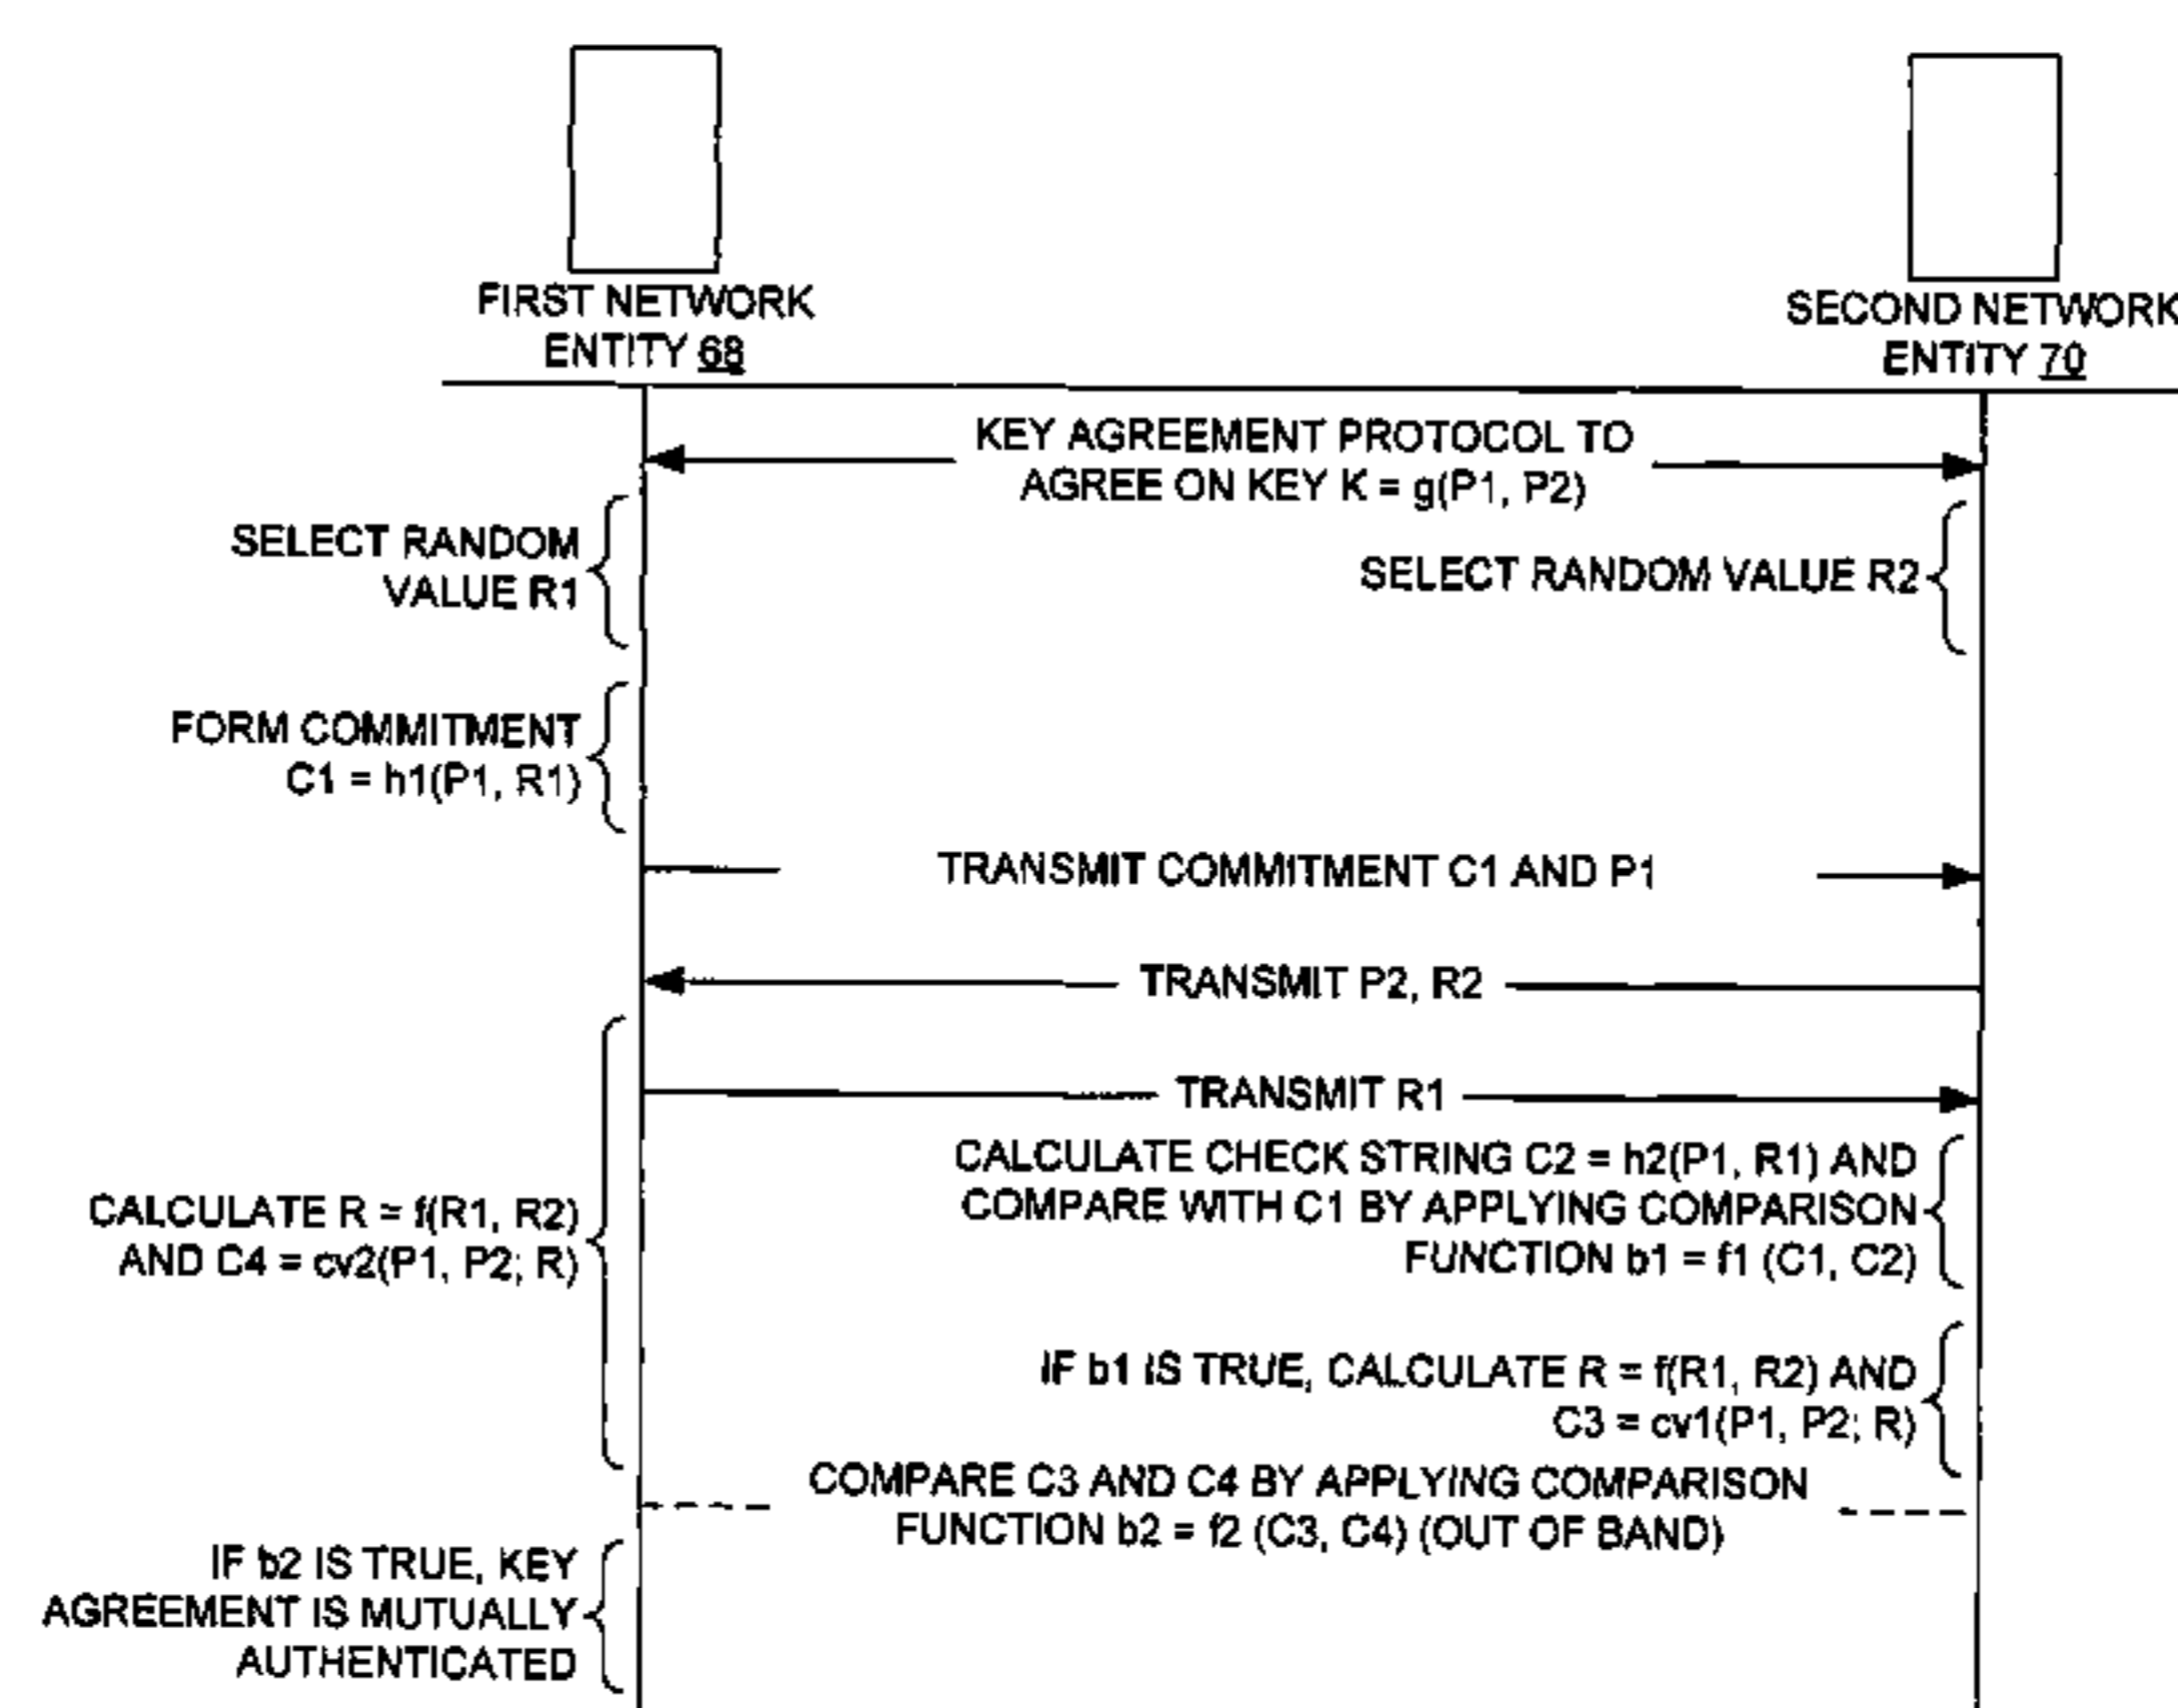 FIRST NETWORK
ENTITY 68
SECOND NETWORK
ENTITY 70
KEY AGREEMENT PROTOCOL TO
AGREE ON KEY K = g(P1, P2)
SELECT RANDOM
VALUE R1
SELECT RANDOM VALUE R2
FORM COMMITMENT
C1 = h1(P1, R1)
TRANSMIT COMMITMENT C1 AND P1
TRANSMIT P2, R2
TRANSMIT R1
CALCULATE CHECK STRING C2 = h2(P1, R1) AND
COMPARE WITH C1 BY APPLYING COMPARISON
FUNCTION b1 = f1 (C1, C2)
CALCULATE R = f(R1, R2)
AND C4 = cv2(P1, P2; R)
IF b1 IS TRUE, CALCULATE R = f(R1, R2) AND
C3 = cv1(P1, P2; R)
COMPARE C3 AND C4 BY APPLYING COMPARISON
FUNCTION b2 = f2 (C3, C4) (OUT OF BAND)
IF b2 IS TRUE, KEY
AGREEMENT IS MUTUALLY
AUTHENTICATED